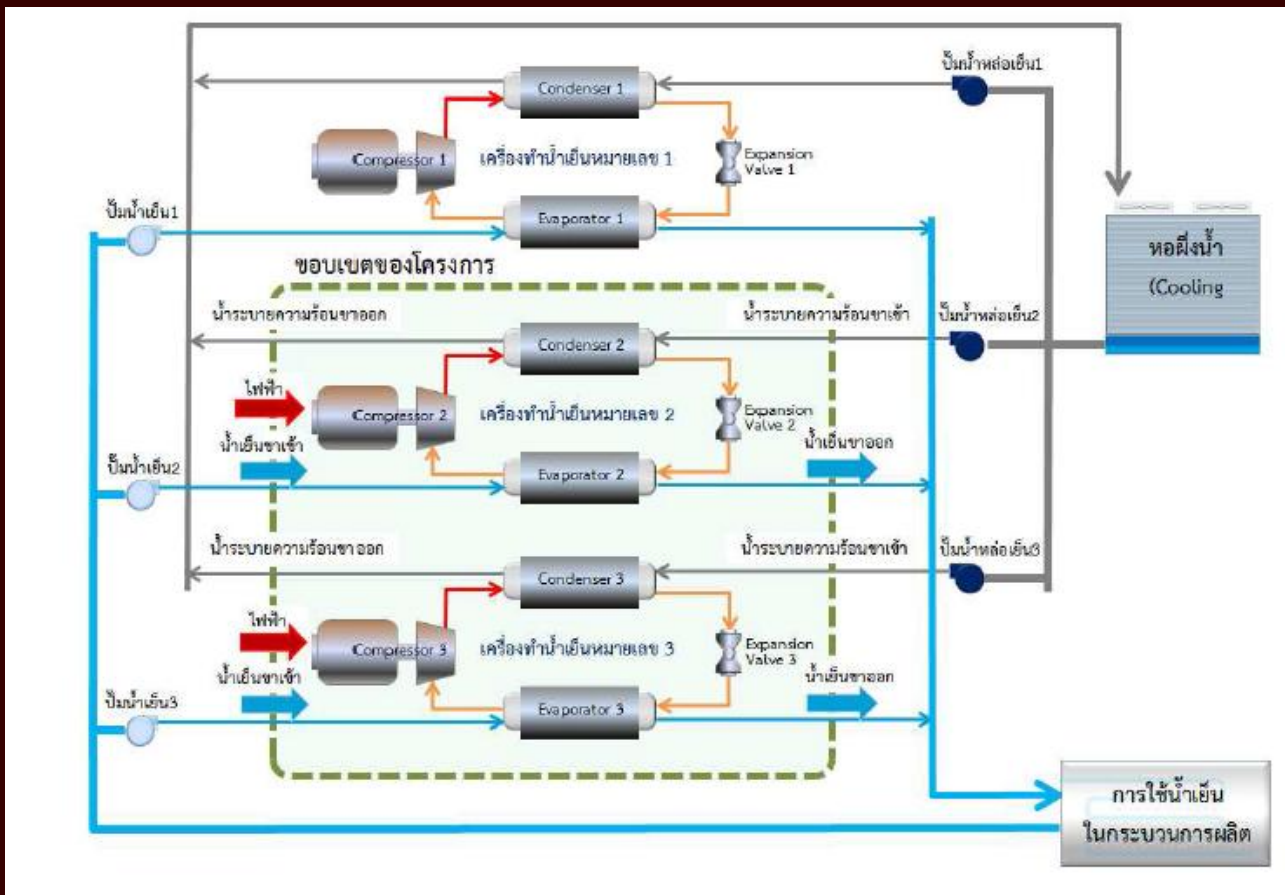 ปั๊มน้ำหล่อเย็น1
Condenser 1
Compressor 1
เครื่องทำน้ำเย็นหมายเลข 1
Expansion
Valve 1
ปั๊มน้ำเย็น1
Evaporator 1
หอผึ่งน้ำ
(Cooling
ขอบเขตของโครงการ
น้ำระบายความร้อนขาออก
น้ำระบายความร้อนขาเข้า
ปั๊มน้ำหล่อเย็น2
Condenser 2
ไฟฟ้า
Compressor 2
เครื่องทำน้ำเย็นหมายเลข 2
Expansion
Valve 2
น้ำเย็นขาเข้า
น้ำเย็นขาออก
ปั๊มน้ำเย็น2
Evaporator 2
น้ำระบายความร้อนขาออก
น้ำระบายความร้อนขาเข้า
ปั๊มน้ำหล่อเย็น3
Condenser 3
ไฟฟ้า
Compressor 3
เครื่องทำน้ำเย็นหมายเลข 3
Expansion
Valve 3
น้ำเย็นขาเข้า
น้ำเย็นขาออก
ปั๊มน้ำเย็น3
Evaporator 3
การใช้น้ำเย็น
ในกระบวนการผลิต